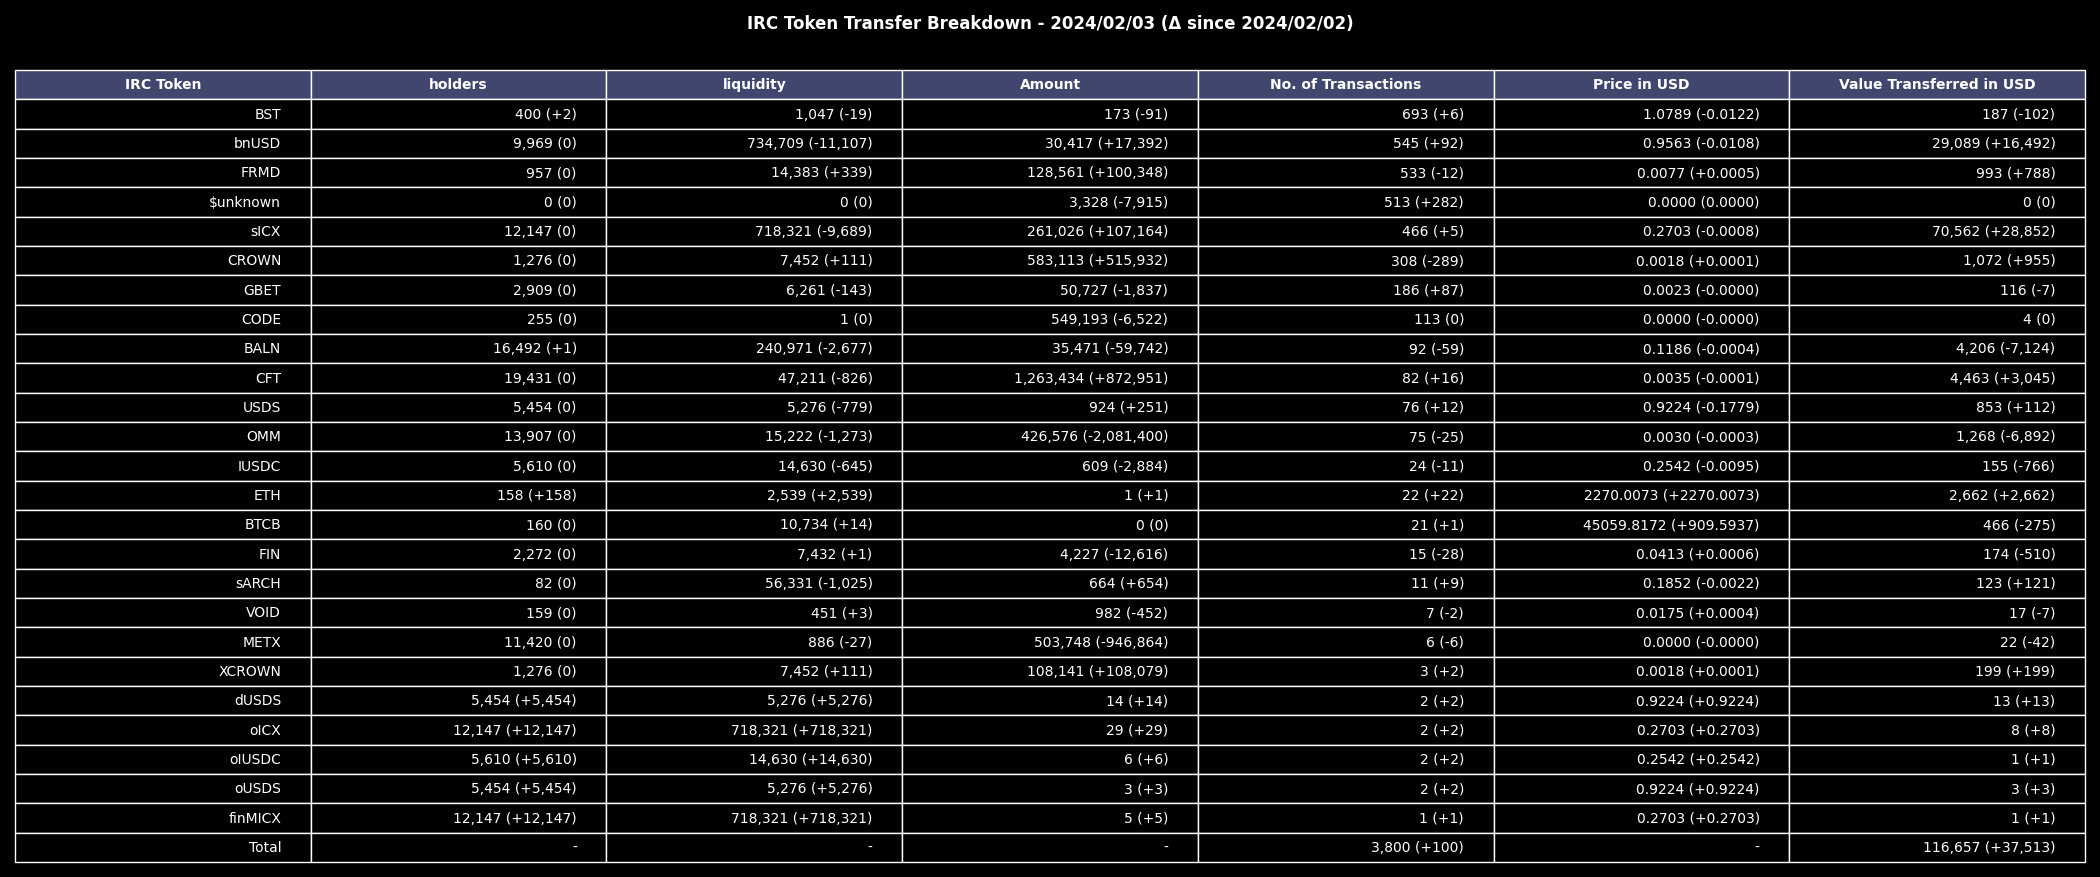 IRC Token Transfer Breakdown - 2024/02/03 (Δ since 2024/02/02)
IRC Token holders liquidity Amount No. of Transactions Price in USD Value Transferred in USD
BST 400 (+2) 1,047 (-19) 173 (-91) 693 (+6) 1.0789 (-0.0122) 187 (-102)
bnUSD 9,969 (0) 734,709 (-11,107) 30,417 (+17,392) 545 (+92) 0.9563 (-0.0108) 29,089 (+16,492)
FRMD 957 (0) 14,383 (+339) 128,561 (+100,348) 533 (-12) 0.0077 (+0.0005) 993 (+788)
$unknown 0 (0) 0 (0) 3,328 (-7,915) 513 (+282) 0.0000 (0.0000) 0 (0)
sICX 12,147 (0) 718,321 (-9,689) 261,026 (+107,164) 466 (+5) 0.2703 (-0.0008) 70,562 (+28,852)
CROWN 1,276 (0) 7,452 (+111) 583,113 (+515,932) 308 (-289) 0.0018 (+0.0001) 1,072 (+955)
GBET 2,909 (0) 6,261 (-143) 50,727 (-1,837) 186 (+87) 0.0023 (-0.0000) 116 (-7)
CODE 255 (0) 1 (0) 549,193 (-6,522) 113 (0) 0.0000 (-0.0000) 4 (0)
BALN 16,492 (+1) 240,971 (-2,677) 35,471 (-59,742) 92 (-59) 0.1186 (-0.0004) 4,206 (-7,124)
CFT 19,431 (0) 47,211 (-826) 1,263,434 (+872,951) 82 (+16) 0.0035 (-0.0001) 4,463 (+3,045)
USDS 5,454 (0) 5,276 (-779) 924 (+251) 76 (+12) 0.9224 (-0.1779) 853 (+112)
OMM 13,907 (0) 15,222 (-1,273) 426,576 (-2,081,400) 75 (-25) 0.0030 (-0.0003) 1,268 (-6,892)
IUSDC 5,610 (0) 14,630 (-645) 609 (-2,884) 24 (-11) 0.2542 (-0.0095) 155 (-766)
ETH 158 (+158) 2,539 (+2,539) 1 (+1) 22 (+22) 2270.0073 (+2270.0073) 2,662 (+2,662)
BTCB 160 (0) 10,734 (+14) 0 (0) 21 (+1) 45059.8172 (+909.5937) 466 (-275)
FIN 2,272 (0) 7,432 (+1) 4,227 (-12,616) 15 (-28) 0.0413 (+0.0006) 174 (-510)
sARCH 82 (0) 56,331 (-1,025) 664 (+654) 11 (+9) 0.1852 (-0.0022) 123 (+121)
VOID 159 (0) 451 (+3) 982 (-452) 7 (-2) 0.0175 (+0.0004) 17 (-7)
METX 11,420 (0) 886 (-27) 503,748 (-946,864) 6 (-6) 0.0000 (-0.0000) 22 (-42)
XCROWN 1,276 (0) 7,452 (+111) 108,141 (+108,079) 3 (+2) 0.0018 (+0.0001) 199 (+199)
dUSDS 5,454 (+5,454) 5,276 (+5,276) 14 (+14) 2 (+2) 0.9224 (+0.9224) 13 (+13)
oICX 12,147 (+12,147) 718,321 (+718,321) 29 (+29) 2 (+2) 0.2703 (+0.2703) 8 (+8)
oIUSDC 5,610 (+5,610) 14,630 (+14,630) 6 (+6) 2 (+2) 0.2542 (+0.2542) 1 (+1)
oUSDS 5,454 (+5,454) 5,276 (+5,276) 3 (+3) 2 (+2) 0.9224 (+0.9224) 3 (+3)
finMICX 12,147 (+12,147) 718,321 (+718,321) 5 (+5) 1 (+1) 0.2703 (+0.2703) 1 (+1)
Total - - - 3,800 (+100) - 116,657 (+37,513)